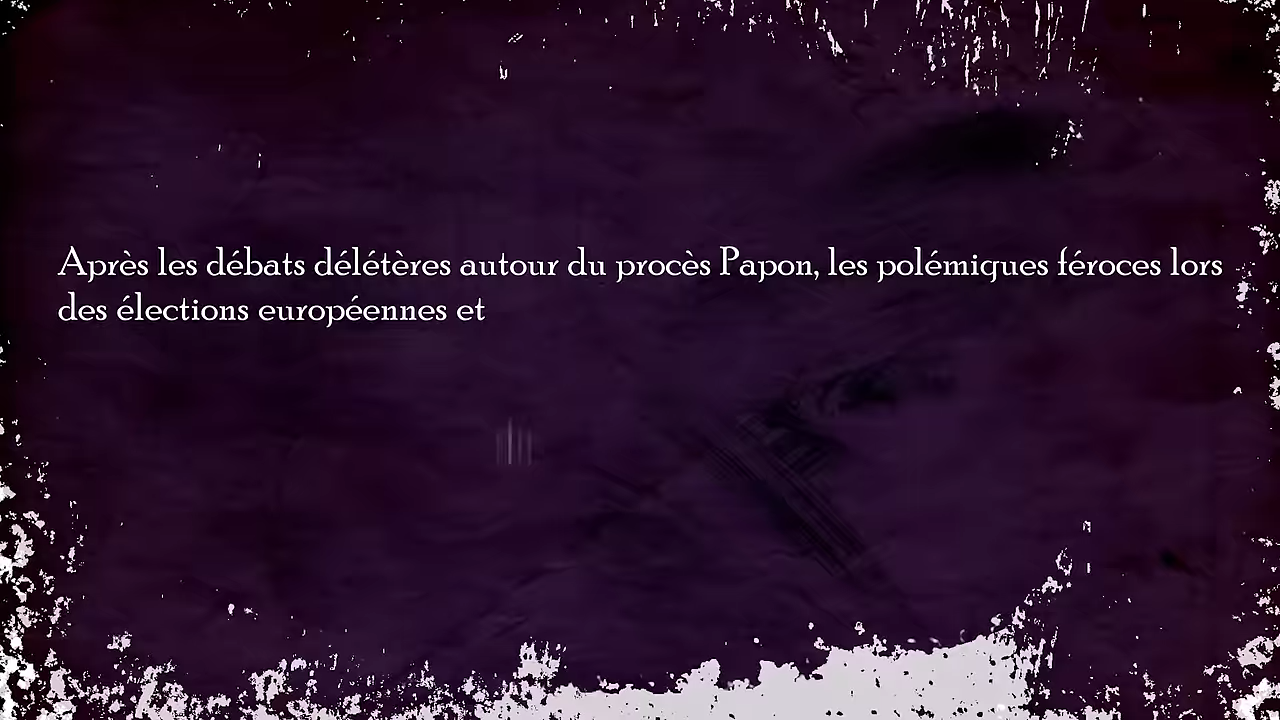 Après les débats délétères autour du procès Papon, les polémiques féroces lors
des élections européennes et